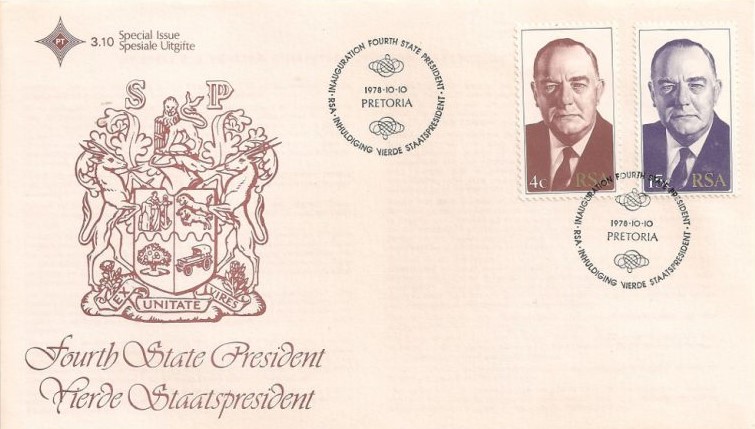 PT
3.10 Special Issue
Spesiale Uitgifte
S P
EX UNITATE VIRES
Fourth State President
Vierde Staatspresident
INAUGURATION FOURTH STATE PRESIDENT
1978·10·10
PRETORIA
RSA · INHULDIGING VIERDE STAATSPRESIDENT
4c RSA
15c RSA
INAUGURATION FOURTH STATE PRESIDENT
1978·10·10
PRETORIA
RSA · INHULDIGING VIERDE STAATSPRESIDENT